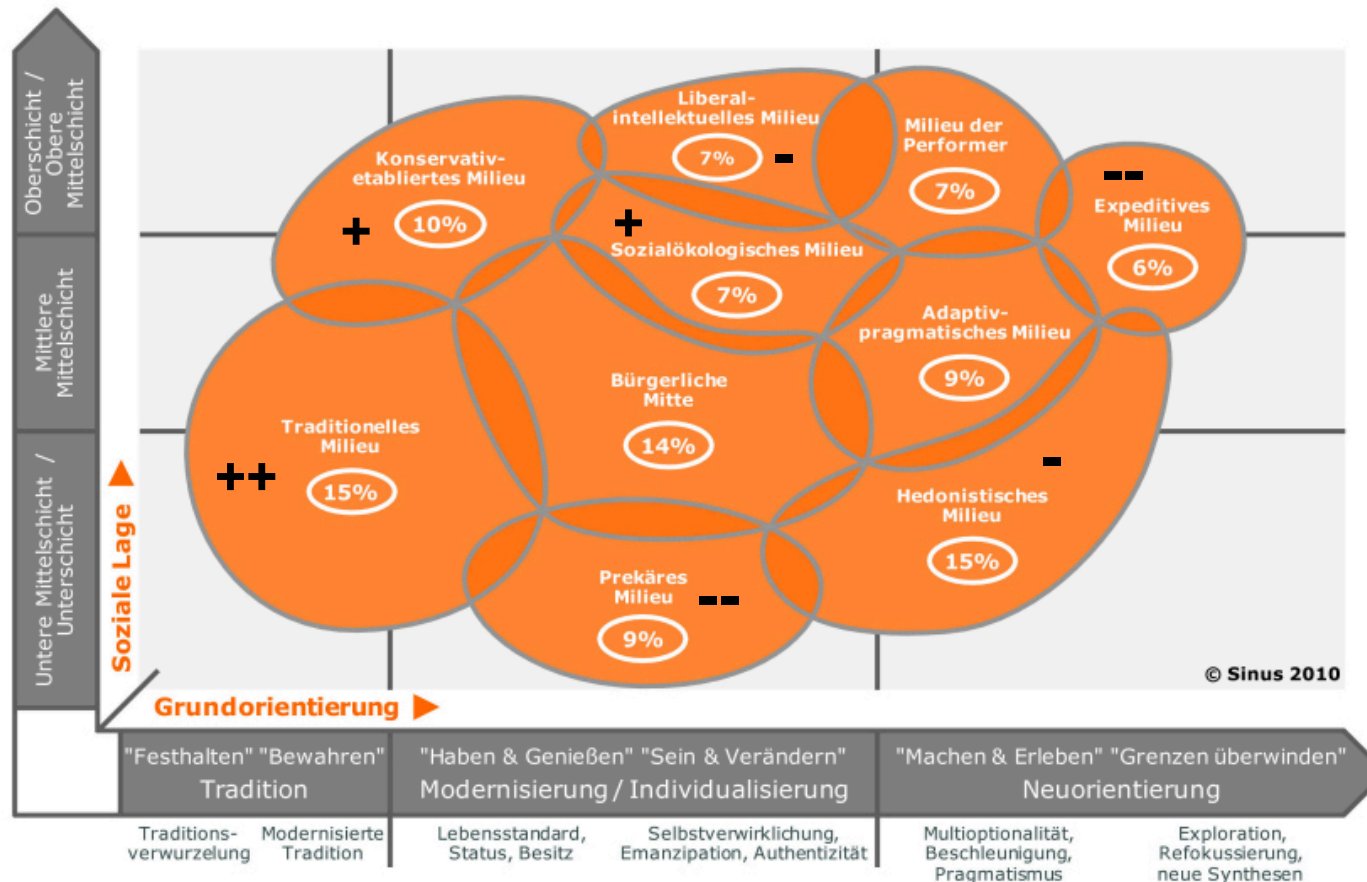 Oberschicht /
Obere
Mittelschicht
Mittlere
Mittelschicht
Untere Mittelschicht /
Unterschicht
Soziale Lage
Konservativ-
etabliertes Milieu
10%
+
Liberal-
intellektuelles Milieu
7%
-
Milieu der
Performer
7%
--
Expeditives
Milieu
6%
+
Sozialökologisches Milieu
7%
Adaptiv-
pragmatisches Milieu
9%
Traditionelles
Milieu
15%
++
Bürgerliche
Mitte
14%
-
Hedonistisches
Milieu
15%
Prekäres
Milieu
9%
--
© Sinus 2010
Grundorientierung
"Festhalten" "Bewahren"
Tradition
"Haben & Genießen" "Sein & Verändern"
Modernisierung / Individualisierung
"Machen & Erleben" "Grenzen überwinden"
Neuorientierung
Traditions-
verwurzelung
Modernisierte
Tradition
Lebensstandard,
Status, Besitz
Selbstverwirklichung,
Emanzipation, Authentizität
Multioptionalität,
Beschleunigung,
Pragmatismus
Exploration,
Refokussierung,
neue Synthesen